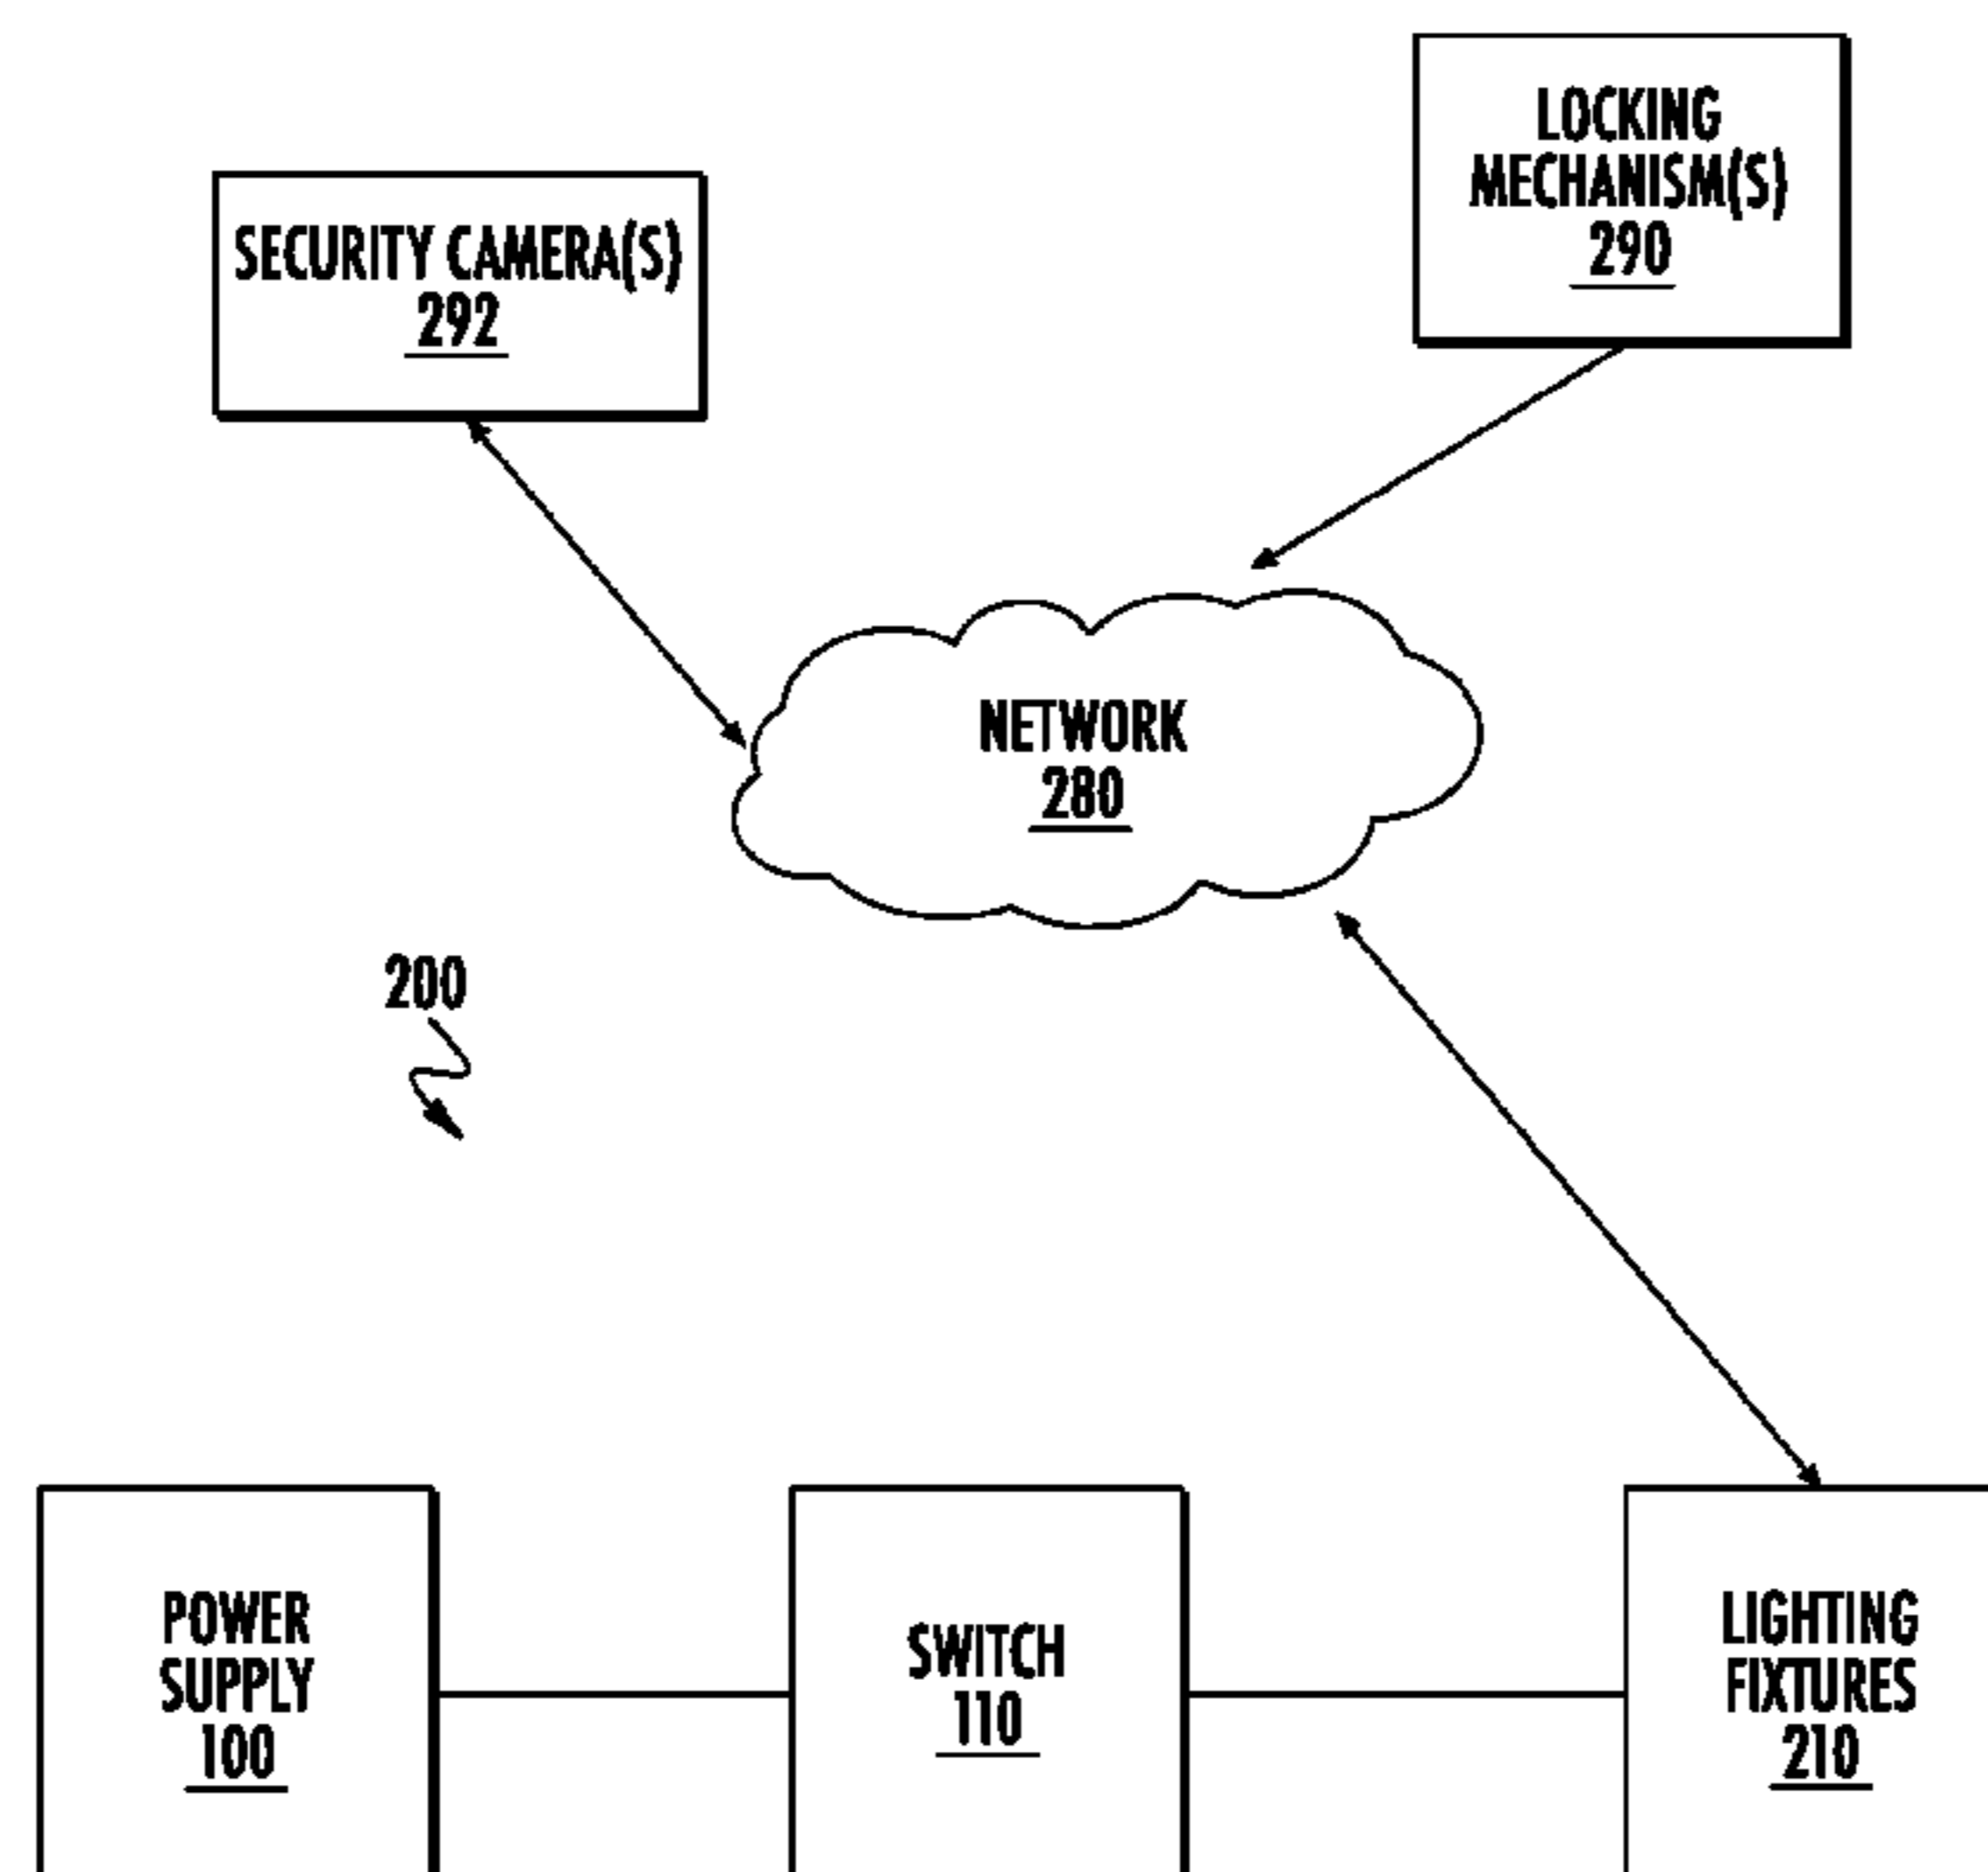 LOCKING
MECHANISM(S)
290
SECURITY CAMERA(S)
292
NETWORK
280
200
POWER
SUPPLY
100
SWITCH
110
LIGHTING
FIXTURES
210